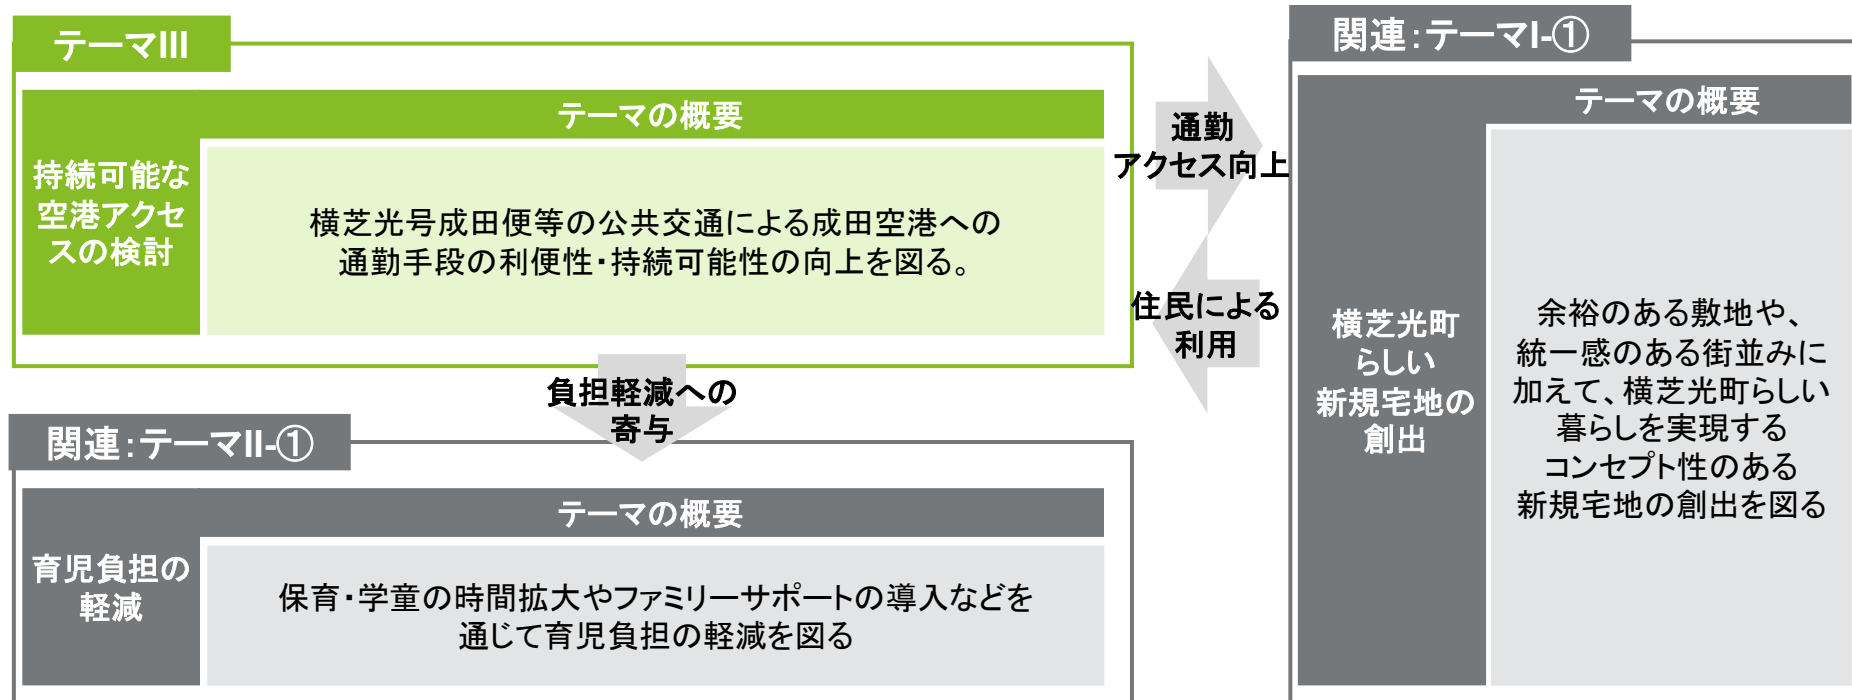 テーマIII
テーマの概要
持続可能な
空港アクセ
スの検討
横芝光号成田便等の公共交通による成田空港への
通勤手段の利便性・持続可能性の向上を図る。
通勤
アクセス向上
住民による
利用
負担軽減への
寄与
関連:テーマII-①
テーマの概要
育児負担の
軽減
保育・学童の時間拡大やファミリーサポートの導入などを
通じて育児負担の軽減を図る
関連:テーマI-①
テーマの概要
横芝光町
らしい
新規宅地の
創出
余裕のある敷地や、
統一感のある街並みに
加えて、横芝光町らしい
暮らしを実現する
コンセプト性のある
新規宅地の創出を図る